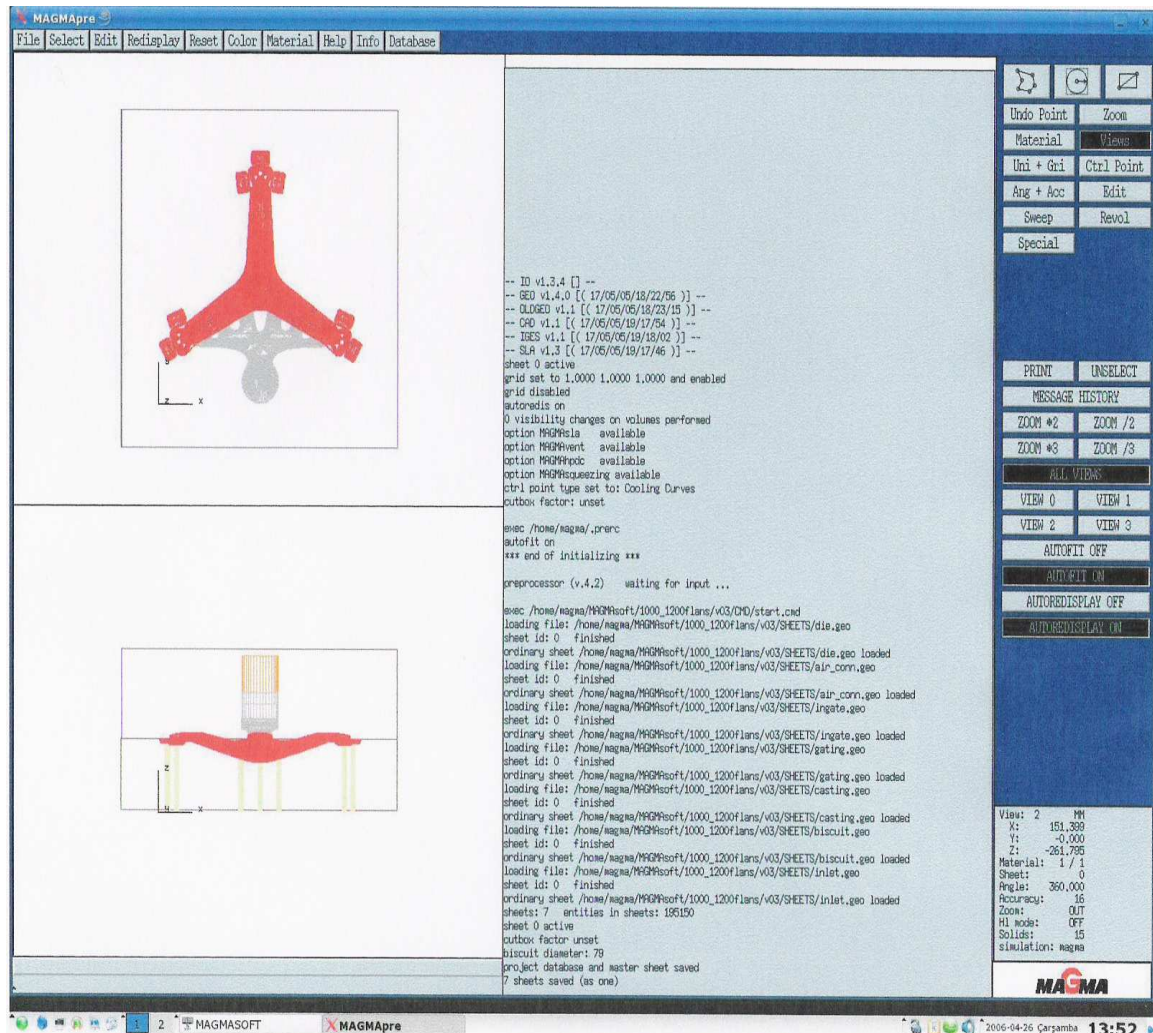 MAGMApre
File Select Edit Redisplay Reset Color Material Help Info Database
Undo Point Zoom
Material Views
Uni + Gri Ctrl Point
Ang + Acc Edit
Sweep Revol
Special
y
z x
z
x
-- IO v1.3.4 [] --
-- GEO v1.4.0 [( 17/05/05/18/22/56 )] --
-- OLDGEO v1.1 [( 17/05/05/18/23/15 )] --
-- CAD v1.1 [( 17/05/05/19/17/54 )] --
-- IGES v1.1 [( 17/05/05/19/18/02 )] --
-- SLA v1.3 [( 17/05/05/19/17/46 )] --
sheet 0 active
grid set to 1.0000 1.0000 1.0000 and enabled
grid disabled
autoredis on
0 visibility changes on volumes performed
option MAGMAsla available
option MAGMAvent available
option MAGMAhpdc available
option MAGMAsqueezing available
ctrl point type set to: Cooling Curves
cutbox factor: unset
exec /home/magma/.prerc
autofit on
*** end of initializing ***
preprocessor (v.4.2) waiting for input ...
exec /home/magma/MAGMAsoft/1000_1200flans/v03/CMD/start.cmd
loading file: /home/magma/MAGMAsoft/1000_1200flans/v03/SHEETS/die.geo
sheet id: 0 finished
ordinary sheet /home/magma/MAGMAsoft/1000_1200flans/v03/SHEETS/die.geo loaded
loading file: /home/magma/MAGMAsoft/1000_1200flans/v03/SHEETS/air_conn.geo
sheet id: 0 finished
ordinary sheet /home/magma/MAGMAsoft/1000_1200flans/v03/SHEETS/air_conn.geo loaded
loading file: /home/magma/MAGMAsoft/1000_1200flans/v03/SHEETS/ingate.geo
sheet id: 0 finished
ordinary sheet /home/magma/MAGMAsoft/1000_1200flans/v03/SHEETS/ingate.geo loaded
loading file: /home/magma/MAGMAsoft/1000_1200flans/v03/SHEETS/gating.geo
sheet id: 0 finished
ordinary sheet /home/magma/MAGMAsoft/1000_1200flans/v03/SHEETS/gating.geo loaded
loading file: /home/magma/MAGMAsoft/1000_1200flans/v03/SHEETS/casting.geo
sheet id: 0 finished
ordinary sheet /home/magma/MAGMAsoft/1000_1200flans/v03/SHEETS/casting.geo loaded
loading file: /home/magma/MAGMAsoft/1000_1200flans/v03/SHEETS/biscuit.geo
sheet id: 0 finished
ordinary sheet /home/magma/MAGMAsoft/1000_1200flans/v03/SHEETS/biscuit.geo loaded
loading file: /home/magma/MAGMAsoft/1000_1200flans/v03/SHEETS/inlet.geo
sheet id: 0 finished
ordinary sheet /home/magma/MAGMAsoft/1000_1200flans/v03/SHEETS/inlet.geo loaded
sheets: 7 entities in sheets: 195150
sheet 0 active
cutbox factor unset
biscuit diameter: 79
project database and master sheet saved
7 sheets saved (as one)
PRINT UNSELECT
MESSAGE HISTORY
ZOOM *2 ZOOM /2
ZOOM *3 ZOOM /3
ALL VIEWS
VIEW 0 VIEW 1
VIEW 2 VIEW 3
AUTOFIT OFF
AUTOFIT ON
AUTOREDISPLAY OFF
AUTOREDISPLAY ON
View: 2 MM
X: 151,399
Y: -0,000
Z: -261,795
Material: 1 / 1
Sheet: 0
Angle: 360,000
Accuracy: 16
Zoom: OUT
Hl mode: OFF
Solids: 15
simulation: magma
MAGMA
1 2 MAGMASOFT MAGMApre 2006-04-26 Çarşamba 13:52